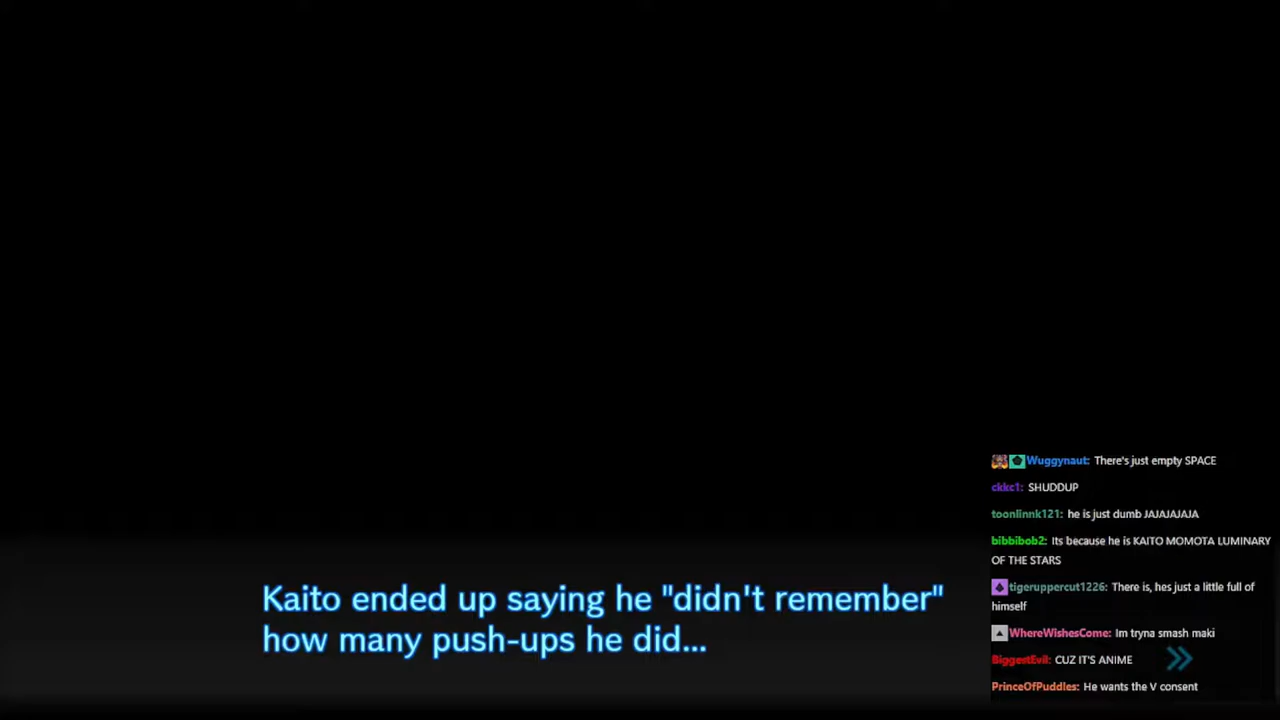 Wuggynaut: There's just empty SPACE
ckkc1: SHUDDUP
toonlinnk121: he is just dumb JAJAJAJAJA
bibbibob2: Its because he is KAITO MOMOTA LUMINARY
OF THE STARS
tigeruppercut1226: There is, hes just a little full of
himself
WhereWishesCome: Im tryna smash maki
BiggestEvil: CUZ IT'S ANIME
PrinceOfPuddles: He wants the V consent
Kaito ended up saying he "didn't remember"
how many push-ups he did...